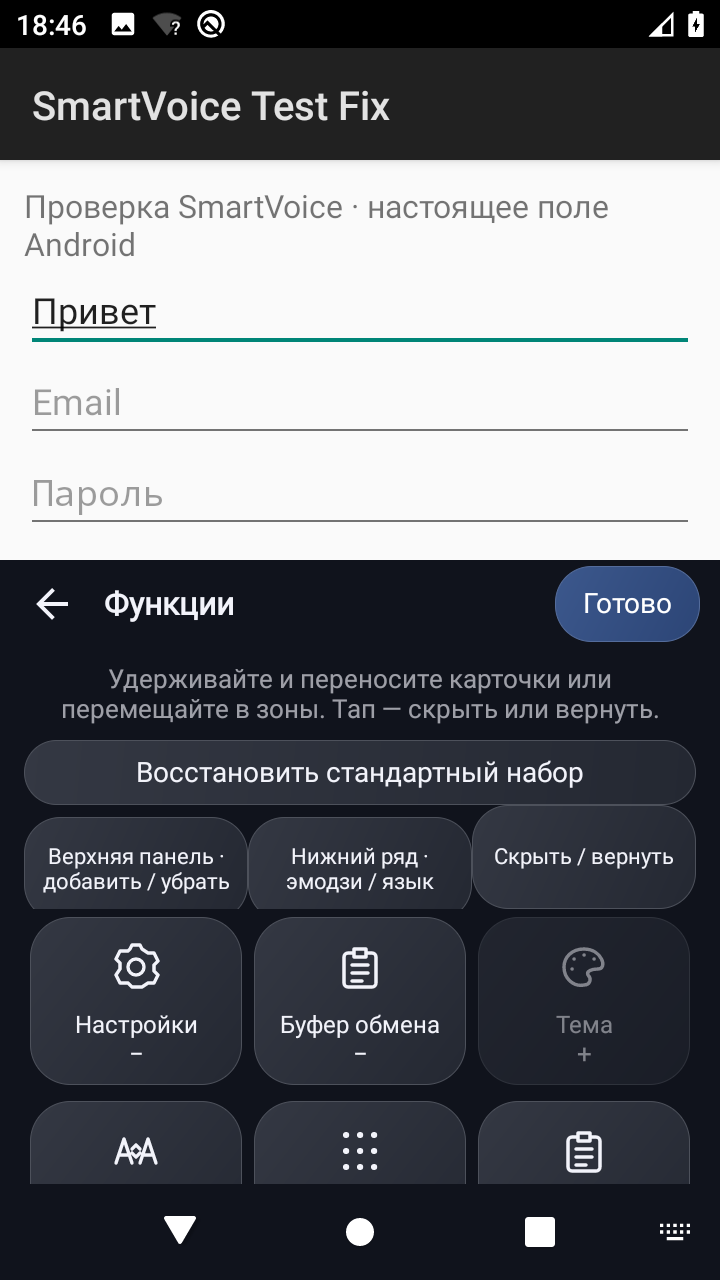 18:46
SmartVoice Test Fix
Проверка SmartVoice · настоящее поле
Android
Привет
Email
Пароль
Функции
Готово
Удерживайте и переносите карточки или
перемещайте в зоны. Тап — скрыть или вернуть.
Восстановить стандартный набор
Верхняя панель ·
добавить / убрать
Нижний ряд ·
эмодзи / язык
Скрыть / вернуть
Настройки
–
Буфер обмена
–
Тема
+